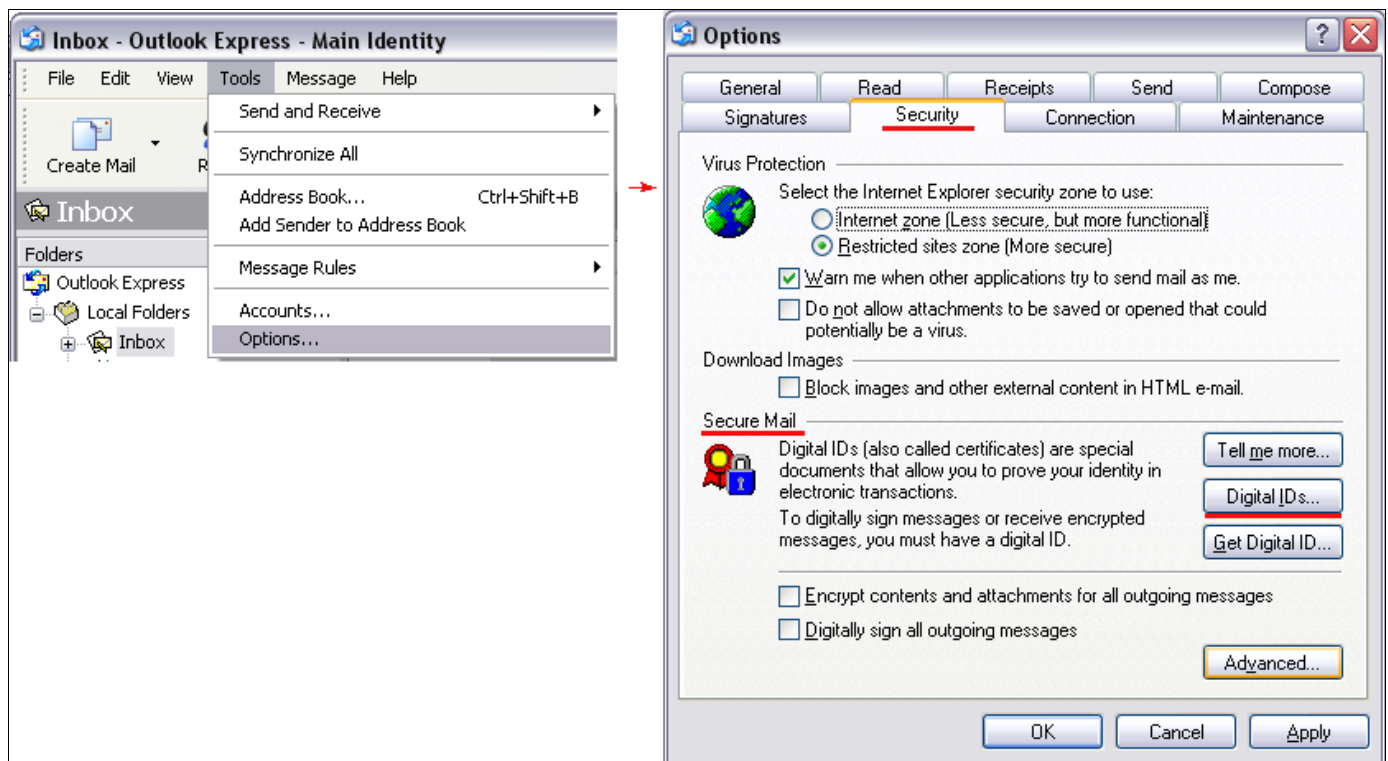 Inbox - Outlook Express - Main Identity
File Edit View Tools Message Help
Create Mail
R
Send and Receive
Synchronize All
Address Book... Ctrl+Shift+B
Add Sender to Address Book
Message Rules
Accounts...
Options...
Inbox
Folders
Outlook Express
Local Folders
Inbox
Options
General Read Receipts Send Compose
Signatures Security Connection Maintenance
Virus Protection
Select the Internet Explorer security zone to use:
Internet zone (Less secure, but more functional)
Restricted sites zone (More secure)
Warn me when other applications try to send mail as me.
Do not allow attachments to be saved or opened that could
potentially be a virus.
Download Images
Block images and other external content in HTML e-mail.
Secure Mail
Digital IDs (also called certificates) are special
documents that allow you to prove your identity in
electronic transactions.
To digitally sign messages or receive encrypted
messages, you must have a digital ID.
Tell me more...
Digital IDs...
Get Digital ID...
Encrypt contents and attachments for all outgoing messages
Digitally sign all outgoing messages
Advanced...
OK Cancel Apply